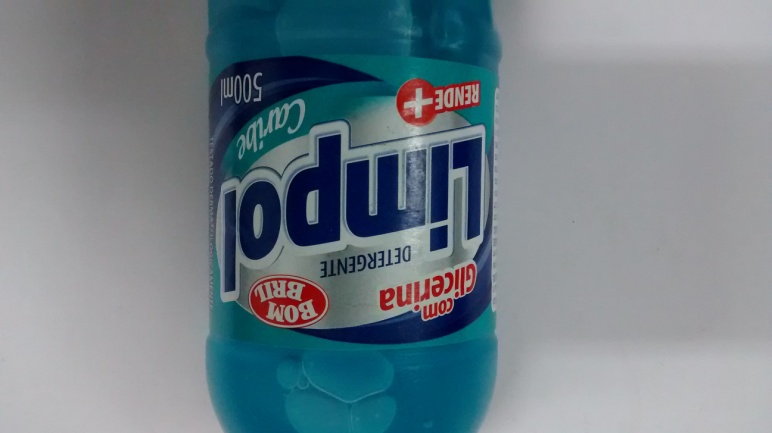 com
Glicerina
BOM
BRIL
DETERGENTE
Limpol
Caribe
RENDE+
500ml